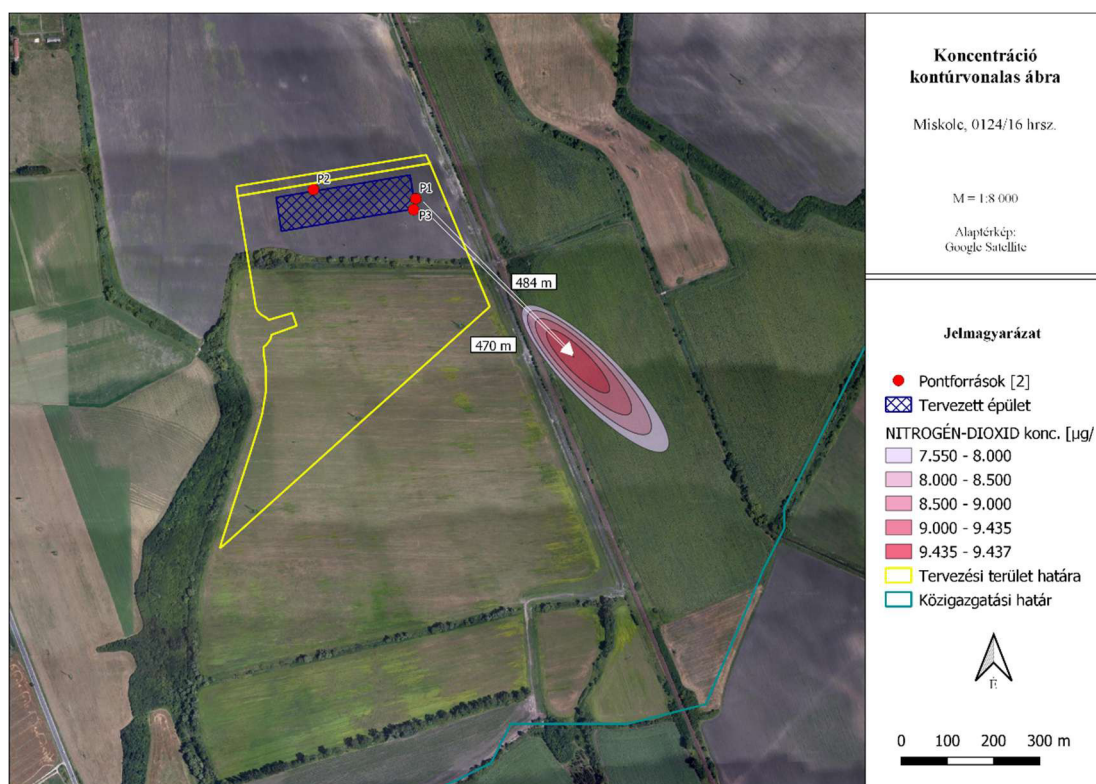 Koncentráció
kontúrvonalas ábra
Miskolc, 0124/16 hrsz.
M = 1:8 000
Alaptérkép:
Google Satellite
P2
P1
P3
484 m
470 m
Jelmagyarázat
Pontforrások [2]
Tervezett épület
NITROGÉN-DIOXID konc. [µg/
7.550 - 8.000
8.000 - 8.500
8.500 - 9.000
9.000 - 9.435
9.435 - 9.437
Tervezési terület határa
Közigazgatási határ
É
0 100 200 300 m